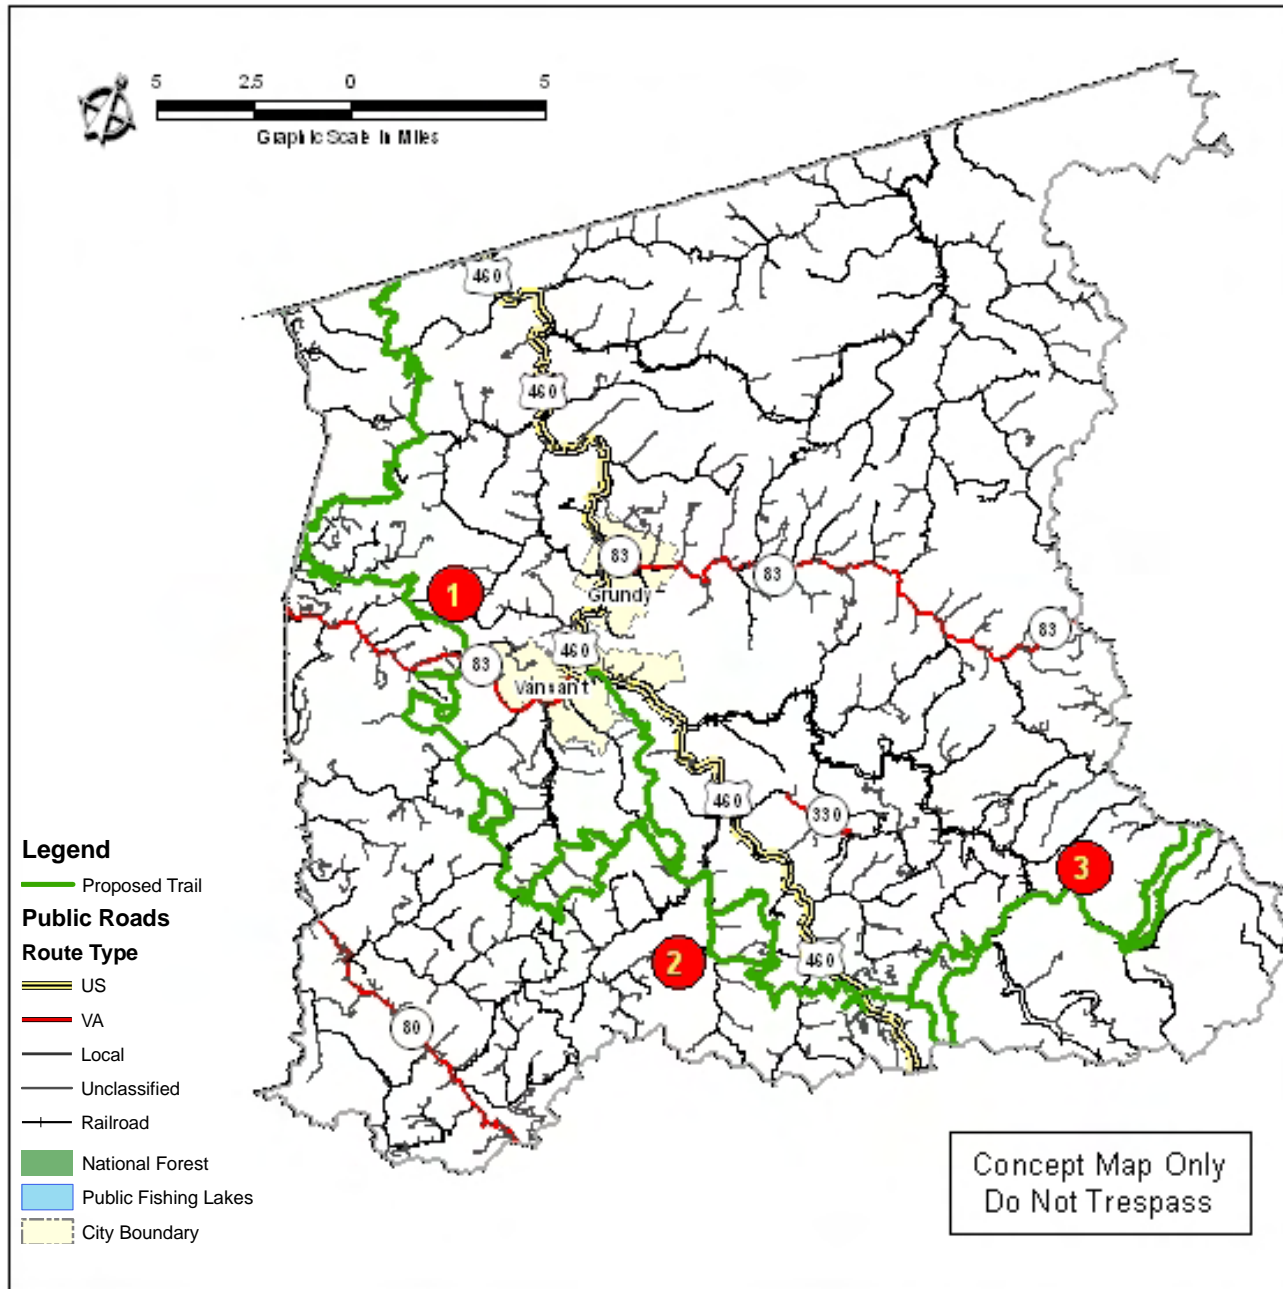 5 2.5 0 5
Graphic Scale In Miles
460
460
83
83
Grundy
83
460
83
Vansant
460
330
Legend
Proposed Trail
Public Roads
Route Type
US
VA
Local
Unclassified
Railroad
National Forest
Public Fishing Lakes
City Boundary
1
2
3
460
80
Concept Map Only
Do Not Trespass